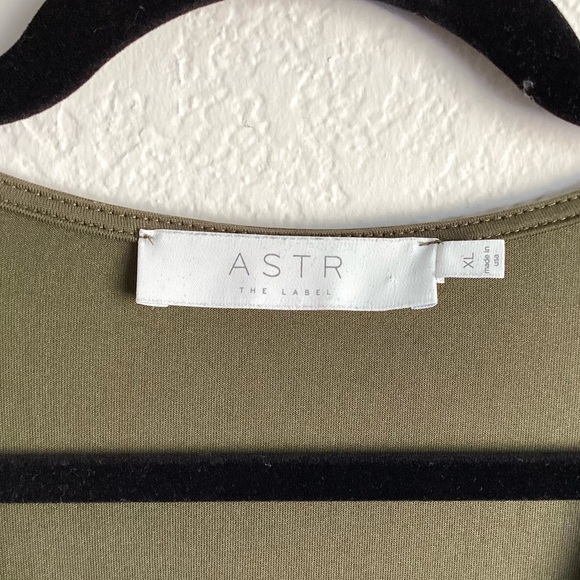 ASTR
THE LABEL
XL
made in
usa